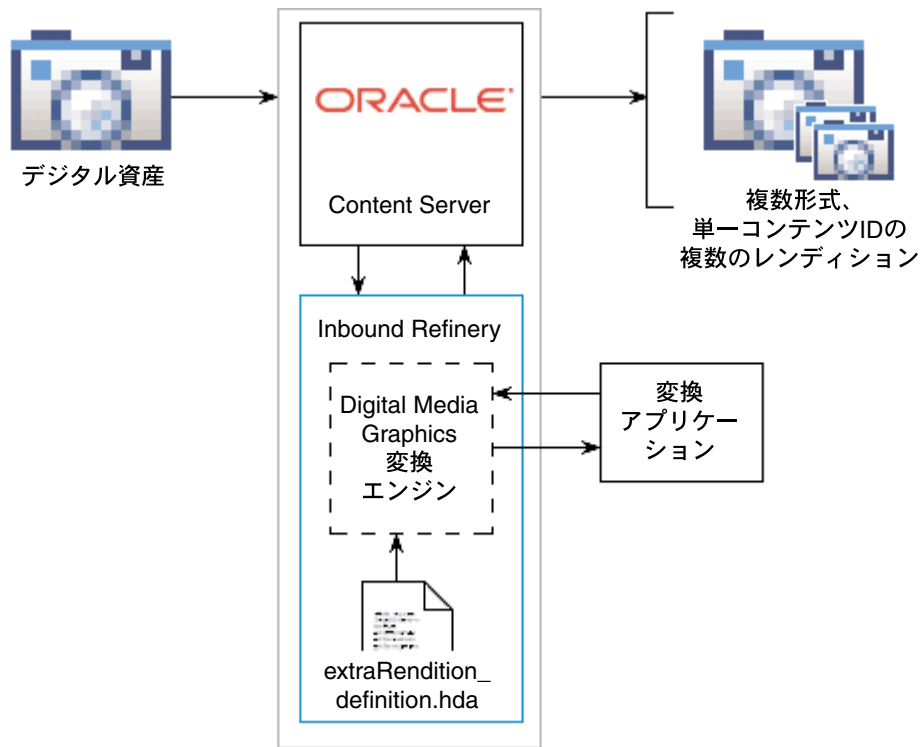 デジタル資産
ORACLE
Content Server
複数形式、
単一コンテンツIDの
複数のレンディション
Inbound Refinery
Digital Media
Graphics
変換
エンジン
変換
アプリケー
ション
extraRendition_
definition.hda